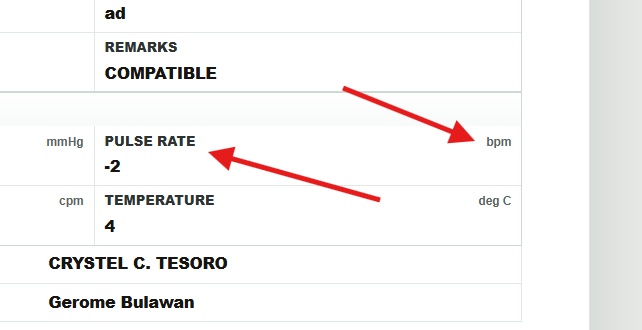 ad
REMARKS
COMPATIBLE
mmHg PULSE RATE bpm
-2
cpm TEMPERATURE deg C
4
CRYSTEL C. TESORO
Gerome Bulawan